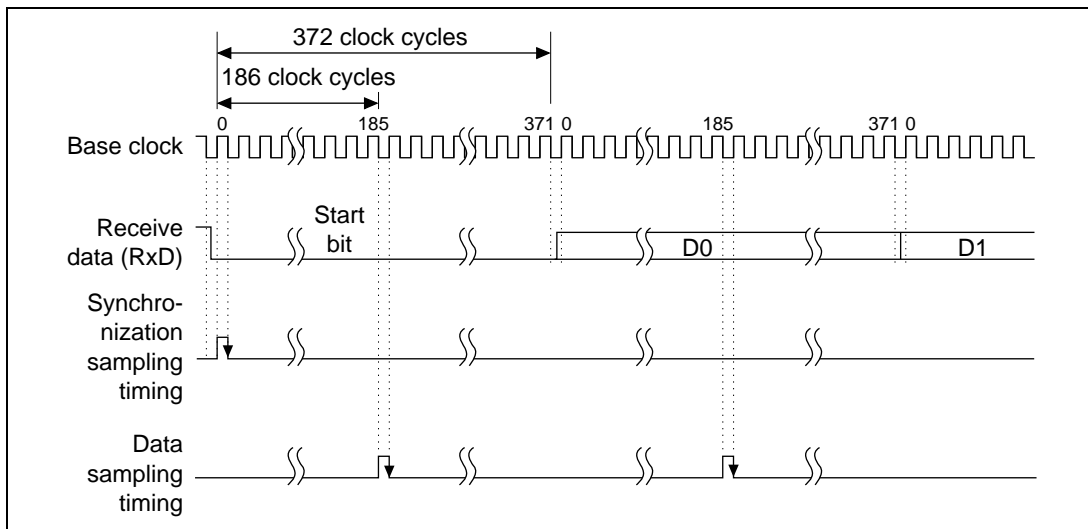 372 clock cycles
186 clock cycles
0 185 371 0 185 371 0
Base clock
Receive
data (RxD)
Start
bit
D0 D1
Synchro-
nization
sampling
timing
Data
sampling
timing